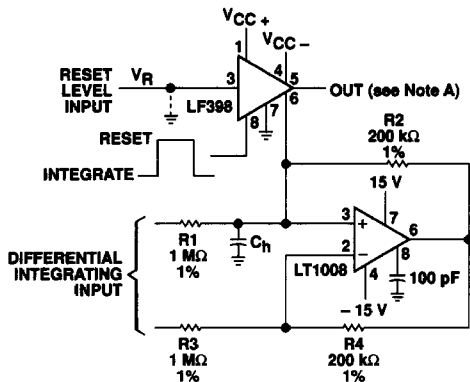 VCC+
VCC−
1
4
RESET
LEVEL
INPUT
VR
3
5
OUT (see Note A)
6
LF398
7
8
RESET
INTEGRATE
R2
200 kΩ
1%
15 V
7
3
+
6
2
−
8
LT1008
4
100 pF
− 15 V
DIFFERENTIAL
INTEGRATING
INPUT
R1
1 MΩ
1%
Ch
R3
1 MΩ
1%
R4
200 kΩ
1%